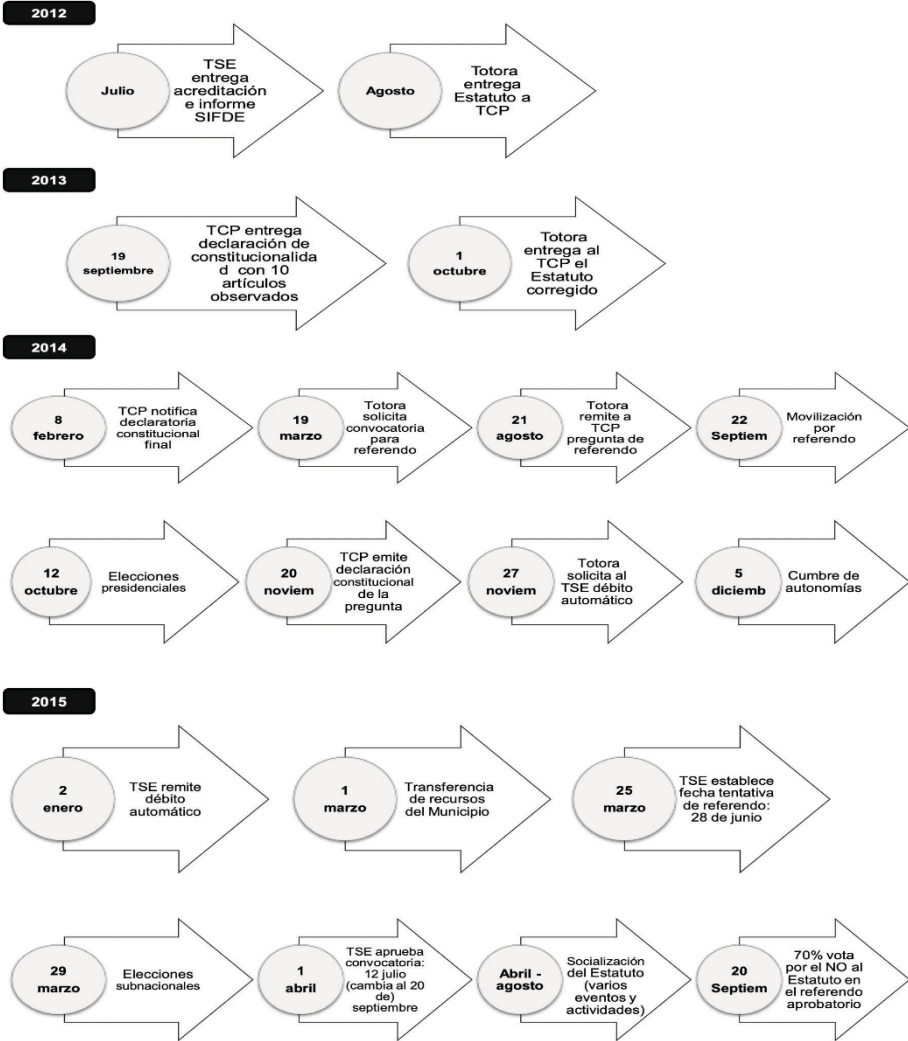 2012
Julio
TSE
entrega
acreditación
e informe
SIFDE
Agosto
Totora
entrega
Estatuto a
TCP
2013
19
septiembre
TCP entrega
declaración de
constitucionalida
d con 10
artículos
observados
1
octubre
Totora
entrega al
TCP el
Estatuto
corregido
2014
8
febrero
TCP notifica
declaratoria
constitucional
final
19
marzo
Totora
solicita
convocatoria
para
referendo
21
agosto
Totora
remite a
TCP
pregunta de
referendo
22
Septiem
Movilización
por
referendo
12
octubre
Elecciones
presidenciales
20
noviem
TCP emite
declaración
constitucional
de la
pregunta
27
noviem
Totora
solicita al
TSE débito
automático
5
diciemb
Cumbre de
autonomías
2015
2
enero
TSE remite
débito
automático
1
marzo
Transferencia
de recursos
del Municipio
25
marzo
TSE establece
fecha tentativa
de referendo:
28 de junio
29
marzo
Elecciones
subnacionales
1
abril
TSE aprueba
convocatoria:
12 julio
(cambia al 20
de)
septiembre
Abril -
agosto
Socialización
del Estatuto
(varios
eventos y
actividades)
20
Septiem
70% vota
por el NO al
Estatuto en
el referendo
aprobatorio